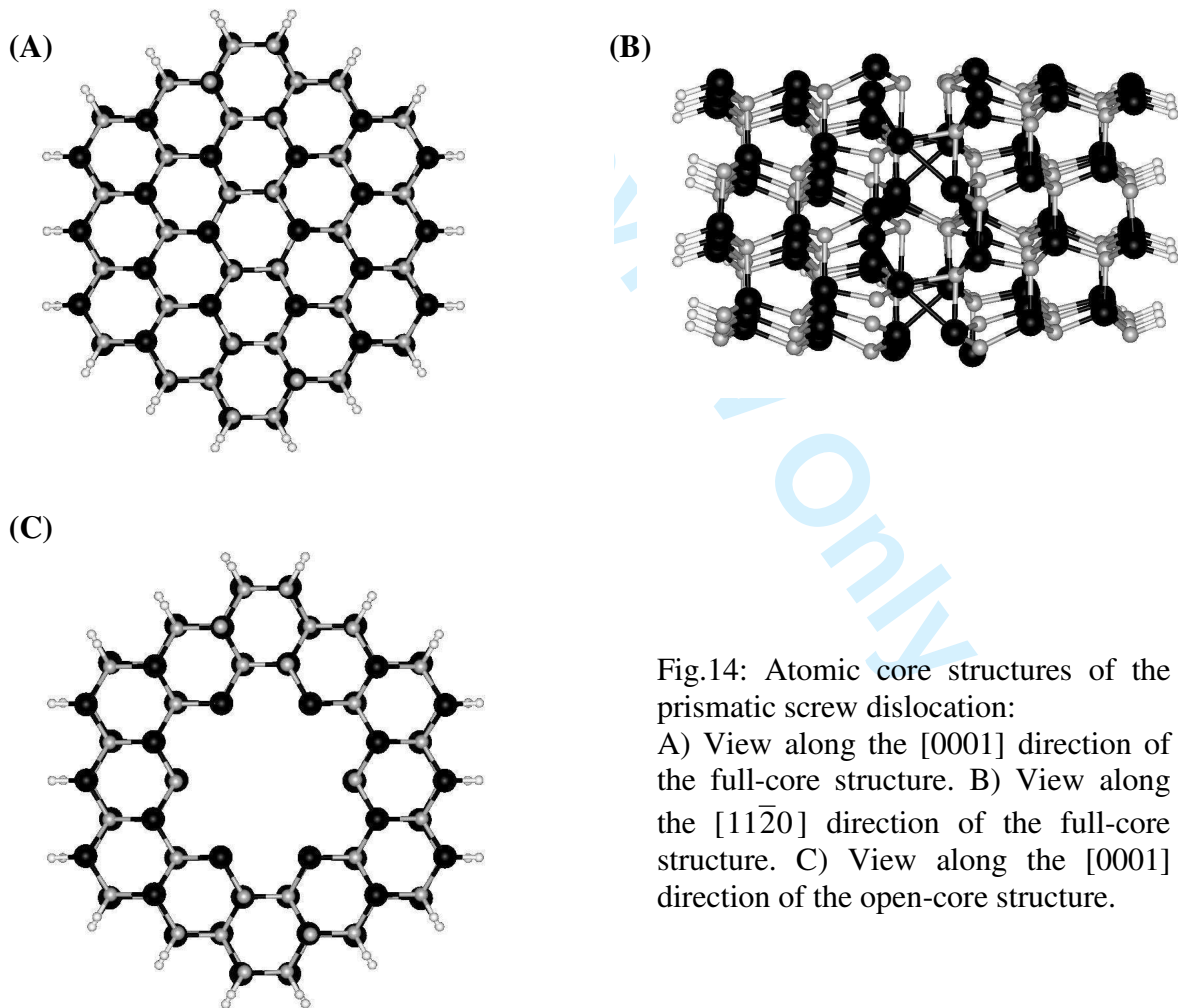 (A)
(B)
(C)
Only
Fig.14: Atomic core structures of the
prismatic screw dislocation:
A) View along the [0001] direction of
the full-core structure. B) View along
the [112̅0] direction of the full-core
structure. C) View along the [0001]
direction of the open-core structure.